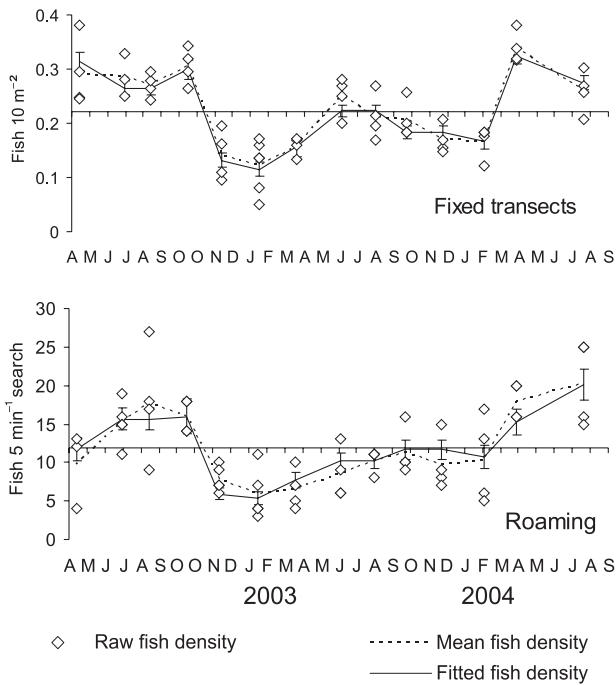 0.4
0.3
0.2
0.1
0
Fish 10 m⁻²
Fixed transects
A M J J A S O N D J F M A M J J A S O N D J F M A M J J A S
30
25
20
15
10
5
0
Fish 5 min⁻¹ search
Roaming
A M J J A S O N D J F M A M J J A S O N D J F M A M J J A S
2003 2004
Raw fish density Mean fish density
Fitted fish density